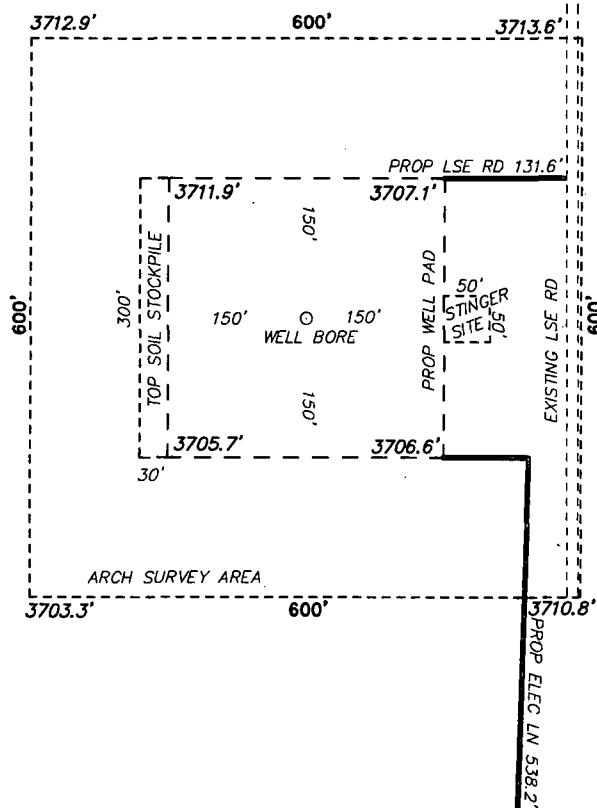 3712.9'
600'
3713.6'
PROP LSE RD 131.6'
3711.9'
3707.1'
150'
TOP SOIL STOCKPILE
300'
600'
150'
150'
WELL BORE
PROP WELL PAD
50'
STINGER
SITE
50'
EXISTING LSE RD
600'
150'
3705.7'
3706.6'
30'
ARCH SURVEY AREA
3703.3'
600'
3710.8'
PROP ELEC LN 538.2'